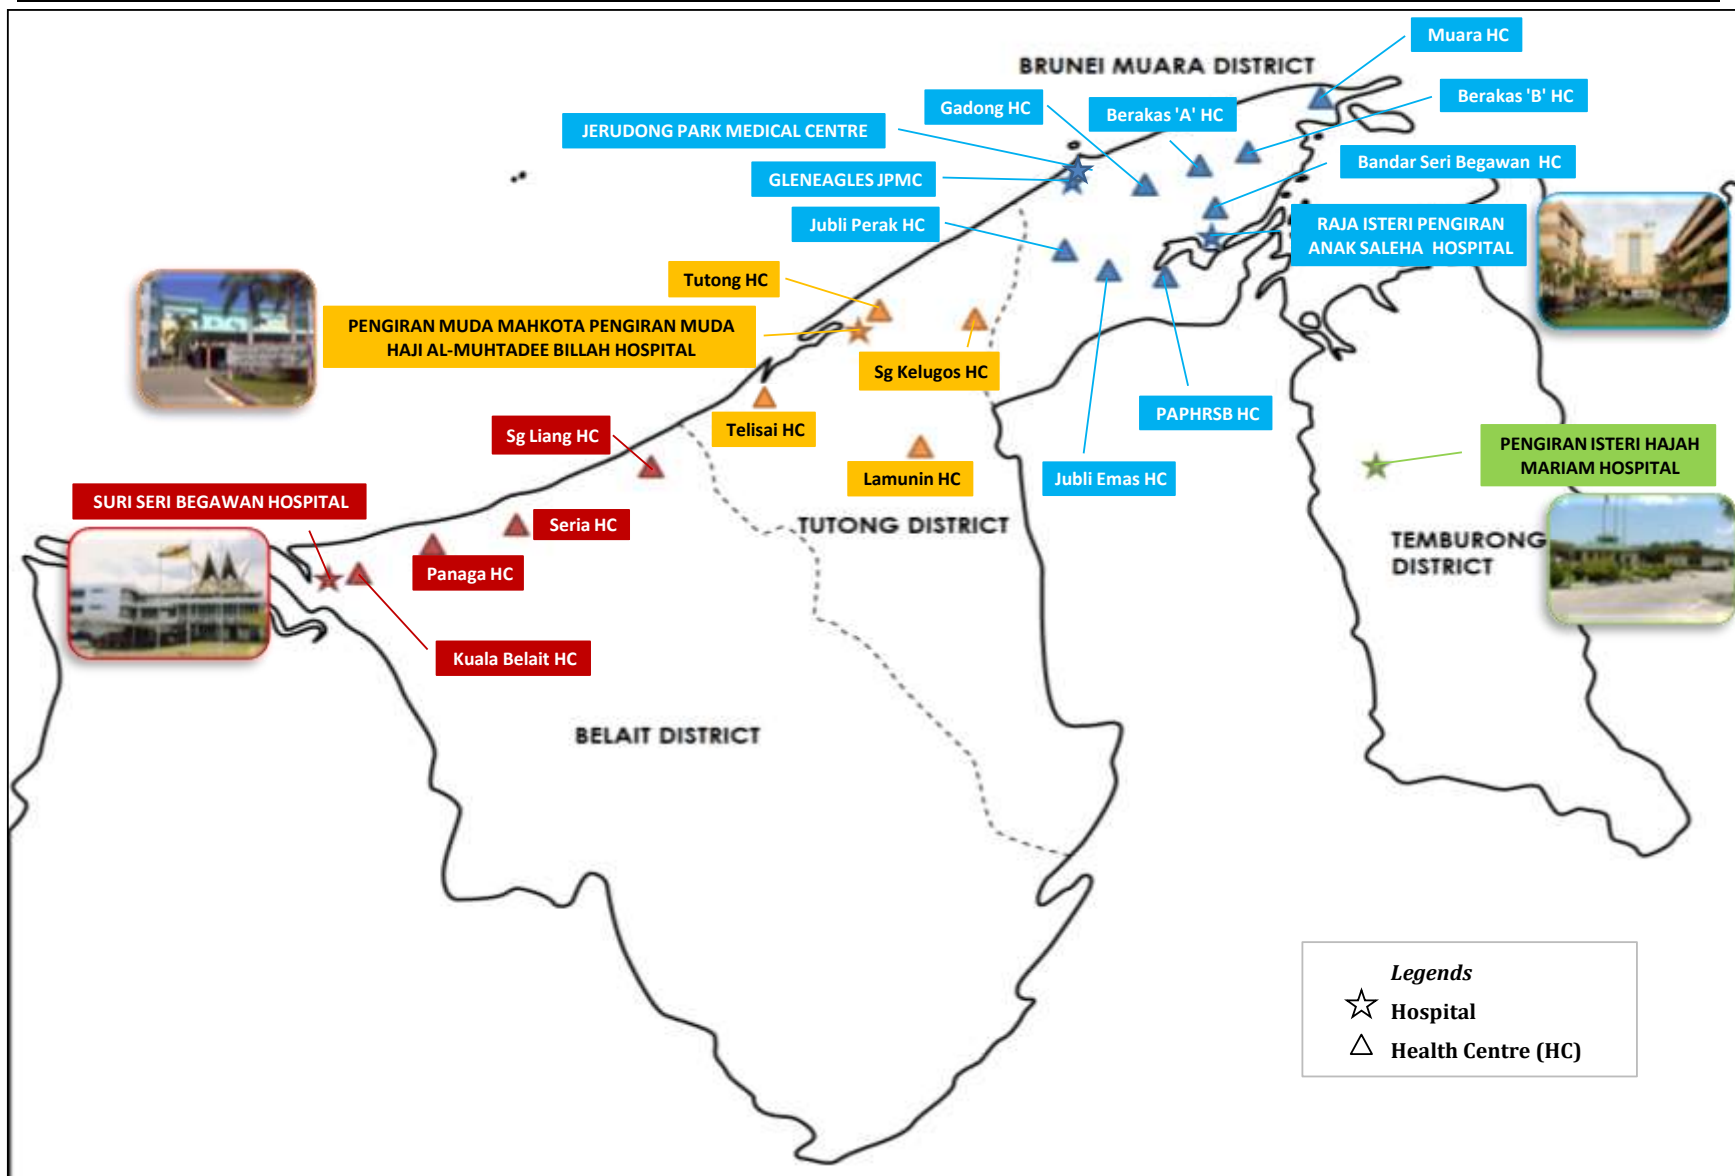 Muara HC
BRUNEI MUARA DISTRICT
Gadong HC
Berakas 'A' HC
Berakas 'B' HC
JERUDONG PARK MEDICAL CENTRE
Bandar Seri Begawan HC
GLENEAGLES JPMC
Jubli Perak HC
RAJA ISTERI PENGIRAN
ANAK SALEHA HOSPITAL
Tutong HC
PENGIRAN MUDA MAHKOTA PENGIRAN MUDA
HAJI AL-MUHTADEE BILLAH HOSPITAL
Sg Kelugos HC
PAPHRSB HC
Telisai HC
Sg Liang HC
Lamunin HC
Jubli Emas HC
PENGIRAN ISTERI HAJAH
MARIAM HOSPITAL
SURI SERI BEGAWAN HOSPITAL
Seria HC
TUTONG DISTRICT
TEMBURONG
DISTRICT
Panaga HC
Kuala Belait HC
BELAIT DISTRICT
Legends
Hospital
Health Centre (HC)